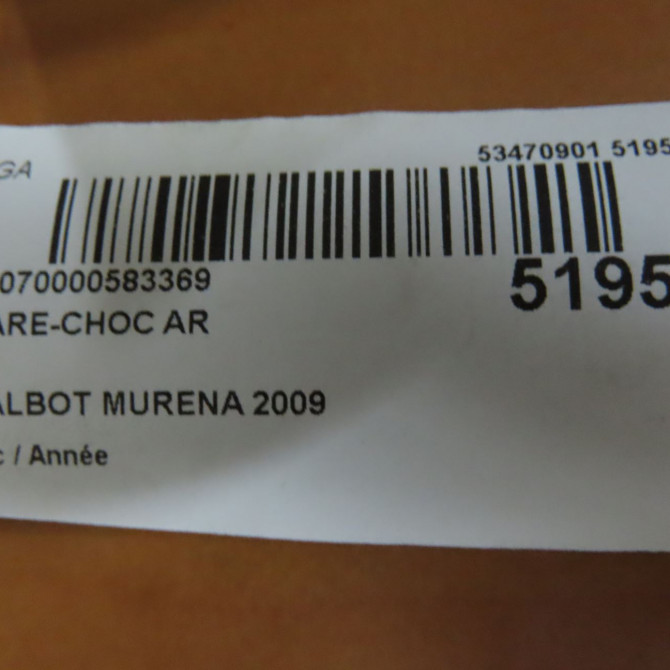 GA
53470901 5195
070000583369
5195
ARE-CHOC AR
ALBOT MURENA 2009
c / Année